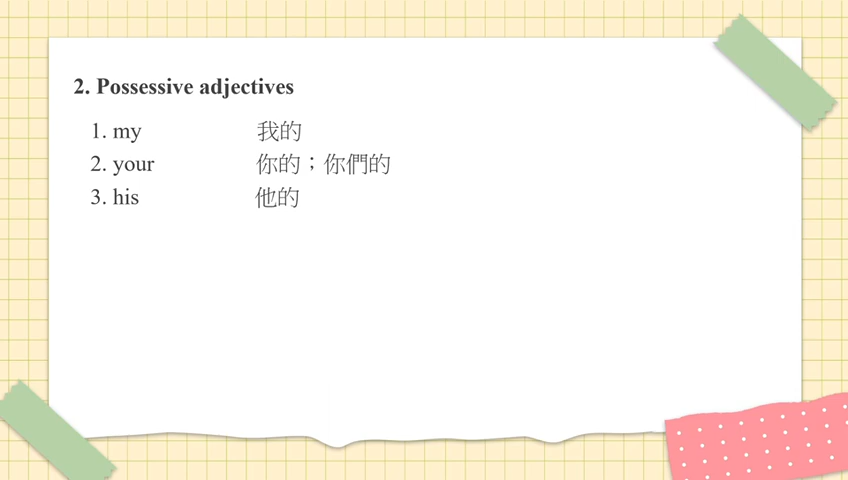 2. Possessive adjectives
1. my 我的
2. your 你的；你們的
3. his 他的